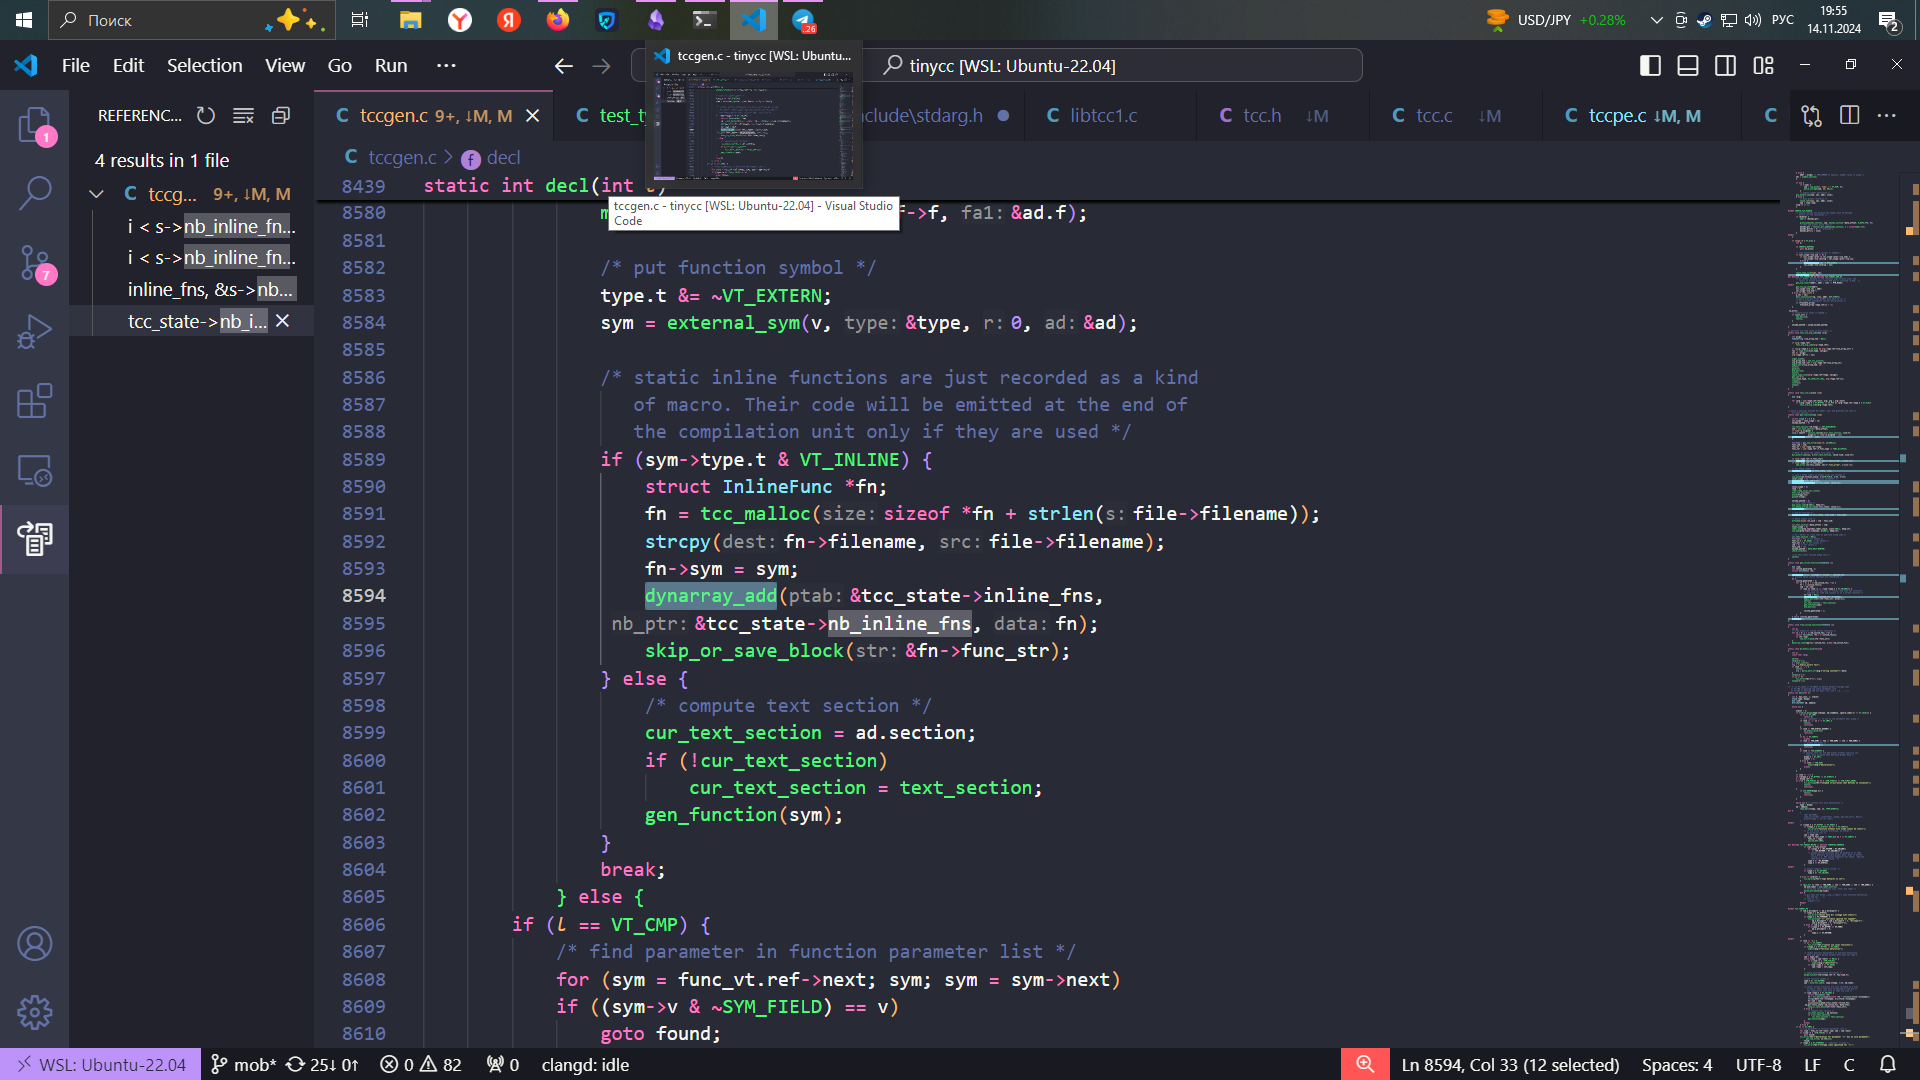 Поиск
26
USD/JPY +0.28%
РУС
19:55
14.11.2024
2
File Edit Selection View Go Run ···
tccgen.c - tinycc [WSL: Ubuntu...
tinycc [WSL: Ubuntu-22.04]
REFERENC...
4 results in 1 file
tccg... 9+, ↓M, M
i < s->nb_inline_fn...
i < s->nb_inline_fn...
inline_fns, &s->nb...
tcc_state->nb_i...
1
7
C tccgen.c 9+, ↓M, M
C test_ty
clude\stdarg.h
C libtcc1.c
C tcc.h ↓M
C tcc.c ↓M
C tccpe.c ↓M, M
C
C tccgen.c > f decl
8439 static int decl(int l)
tccgen.c - tinycc [WSL: Ubuntu-22.04] - Visual Studio
Code
8580 f->f, fa1: &ad.f);
8581
8582 /* put function symbol */
8583 type.t &= ~VT_EXTERN;
8584 sym = external_sym(v, type: &type, r: 0, ad: &ad);
8585
8586 /* static inline functions are just recorded as a kind
8587 of macro. Their code will be emitted at the end of
8588 the compilation unit only if they are used */
8589 if (sym->type.t & VT_INLINE) {
8590 struct InlineFunc *fn;
8591 fn = tcc_malloc(size: sizeof *fn + strlen(s: file->filename));
8592 strcpy(dest: fn->filename, src: file->filename);
8593 fn->sym = sym;
8594 dynarray_add(ptab: &tcc_state->inline_fns,
8595 nb_ptr: &tcc_state->nb_inline_fns, data: fn);
8596 skip_or_save_block(str: &fn->func_str);
8597 } else {
8598 /* compute text section */
8599 cur_text_section = ad.section;
8600 if (!cur_text_section)
8601 cur_text_section = text_section;
8602 gen_function(sym);
8603 }
8604 break;
8605 } else {
8606 if (l == VT_CMP) {
8607 /* find parameter in function parameter list */
8608 for (sym = func_vt.ref->next; sym; sym = sym->next)
8609 if ((sym->v & ~SYM_FIELD) == v)
8610 goto found;
WSL: Ubuntu-22.04 mob* 25↓ 0↑ 0 82 0 clangd: idle
Ln 8594, Col 33 (12 selected) Spaces: 4 UTF-8 LF C